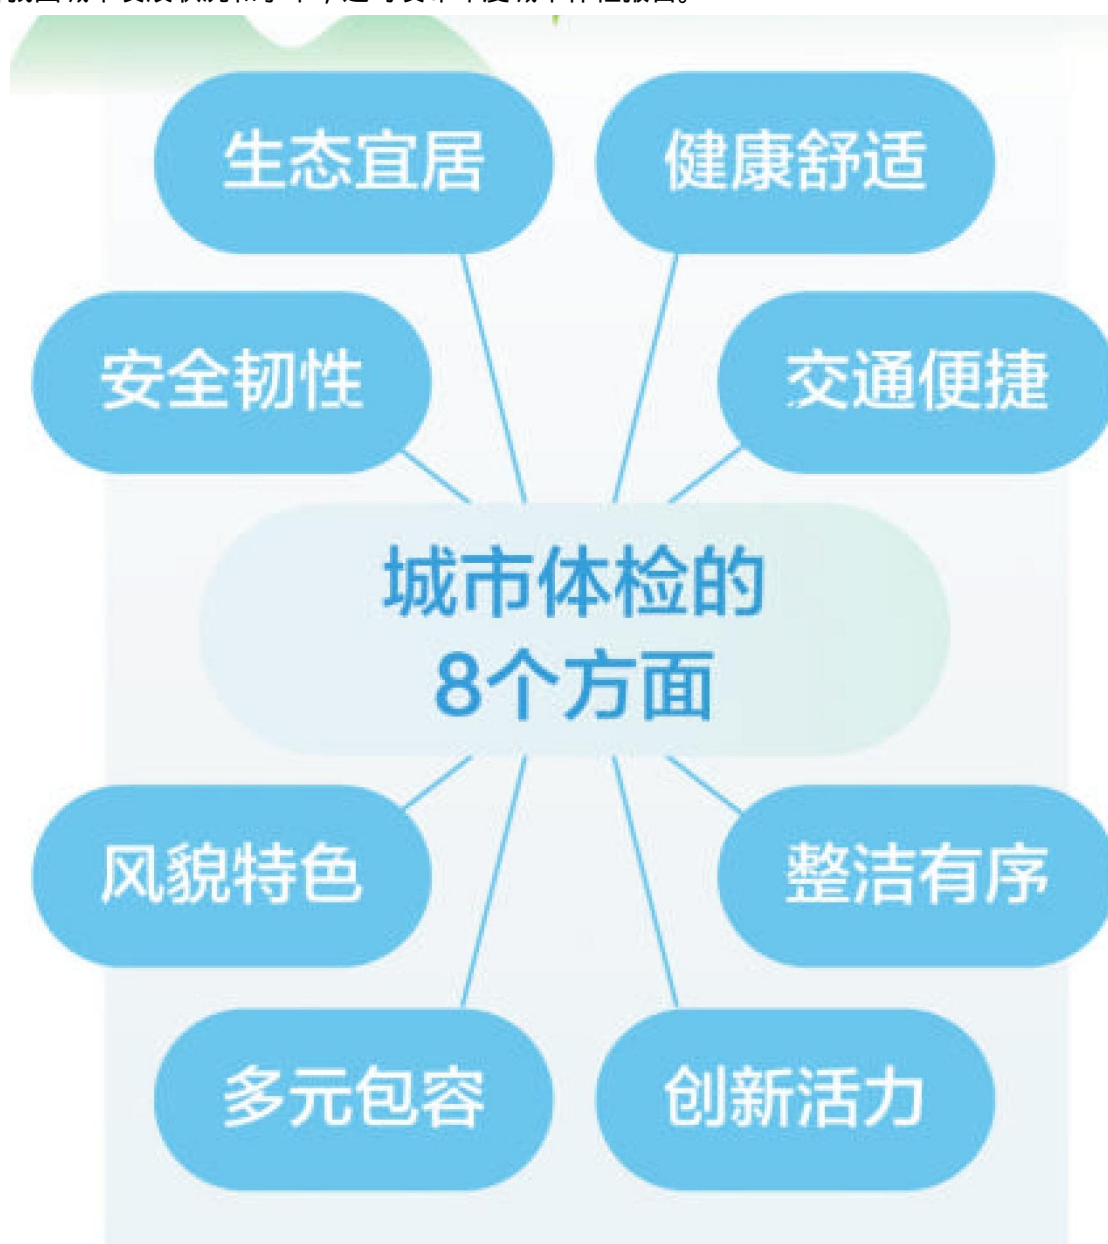 生态宜居
健康舒适
安全韧性
交通便捷
城市体检的
8个方面
风貌特色
整洁有序
多元包容
创新活力